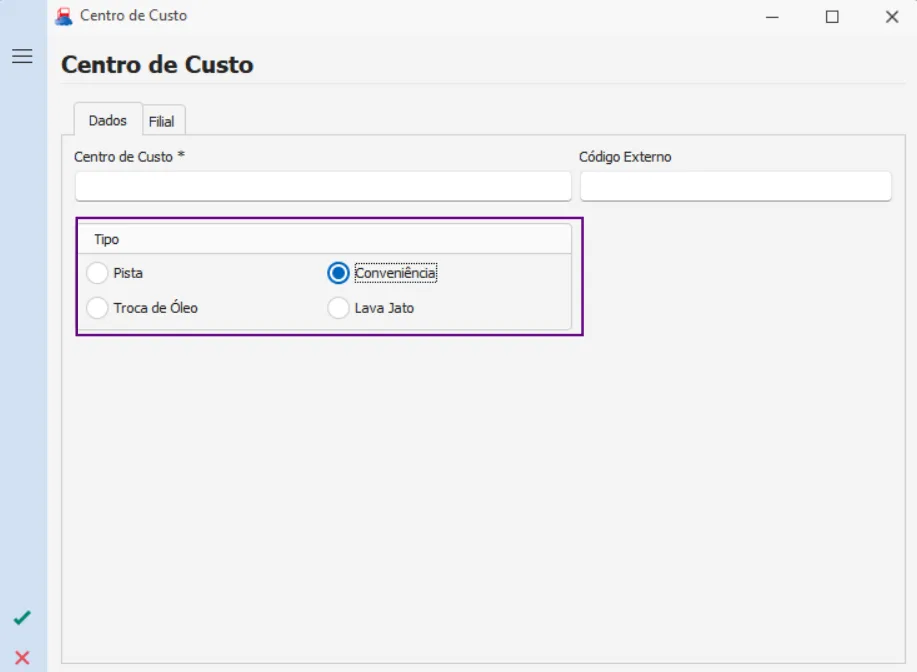 Centro de Custo
Centro de Custo
Dados Filial
Centro de Custo * Código Externo
Tipo
Pista Conveniência
Troca de Óleo Lava Jato